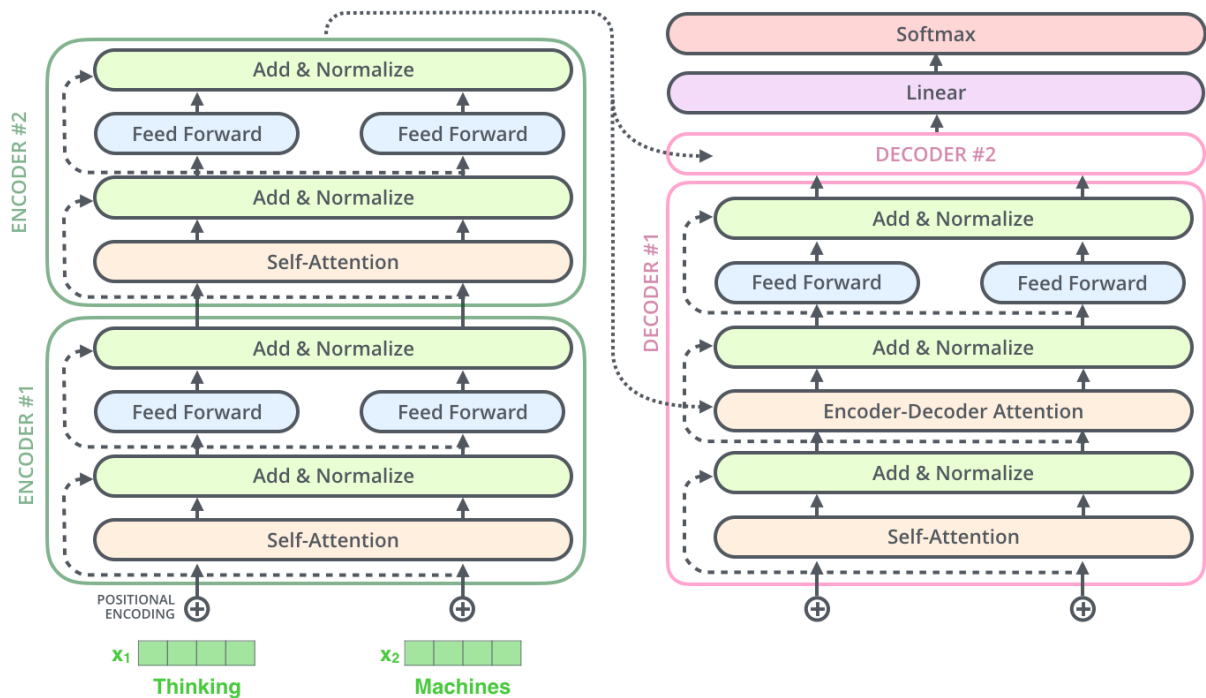 ENCODER #2
Add & Normalize
Feed Forward
Feed Forward
Add & Normalize
Self-Attention
ENCODER #1
Add & Normalize
Feed Forward
Feed Forward
Add & Normalize
Self-Attention
POSITIONAL
ENCODING
x₁
x₂
Thinking
Machines
Softmax
Linear
DECODER #2
DECODER #1
Add & Normalize
Feed Forward
Feed Forward
Add & Normalize
Encoder-Decoder Attention
Add & Normalize
Self-Attention